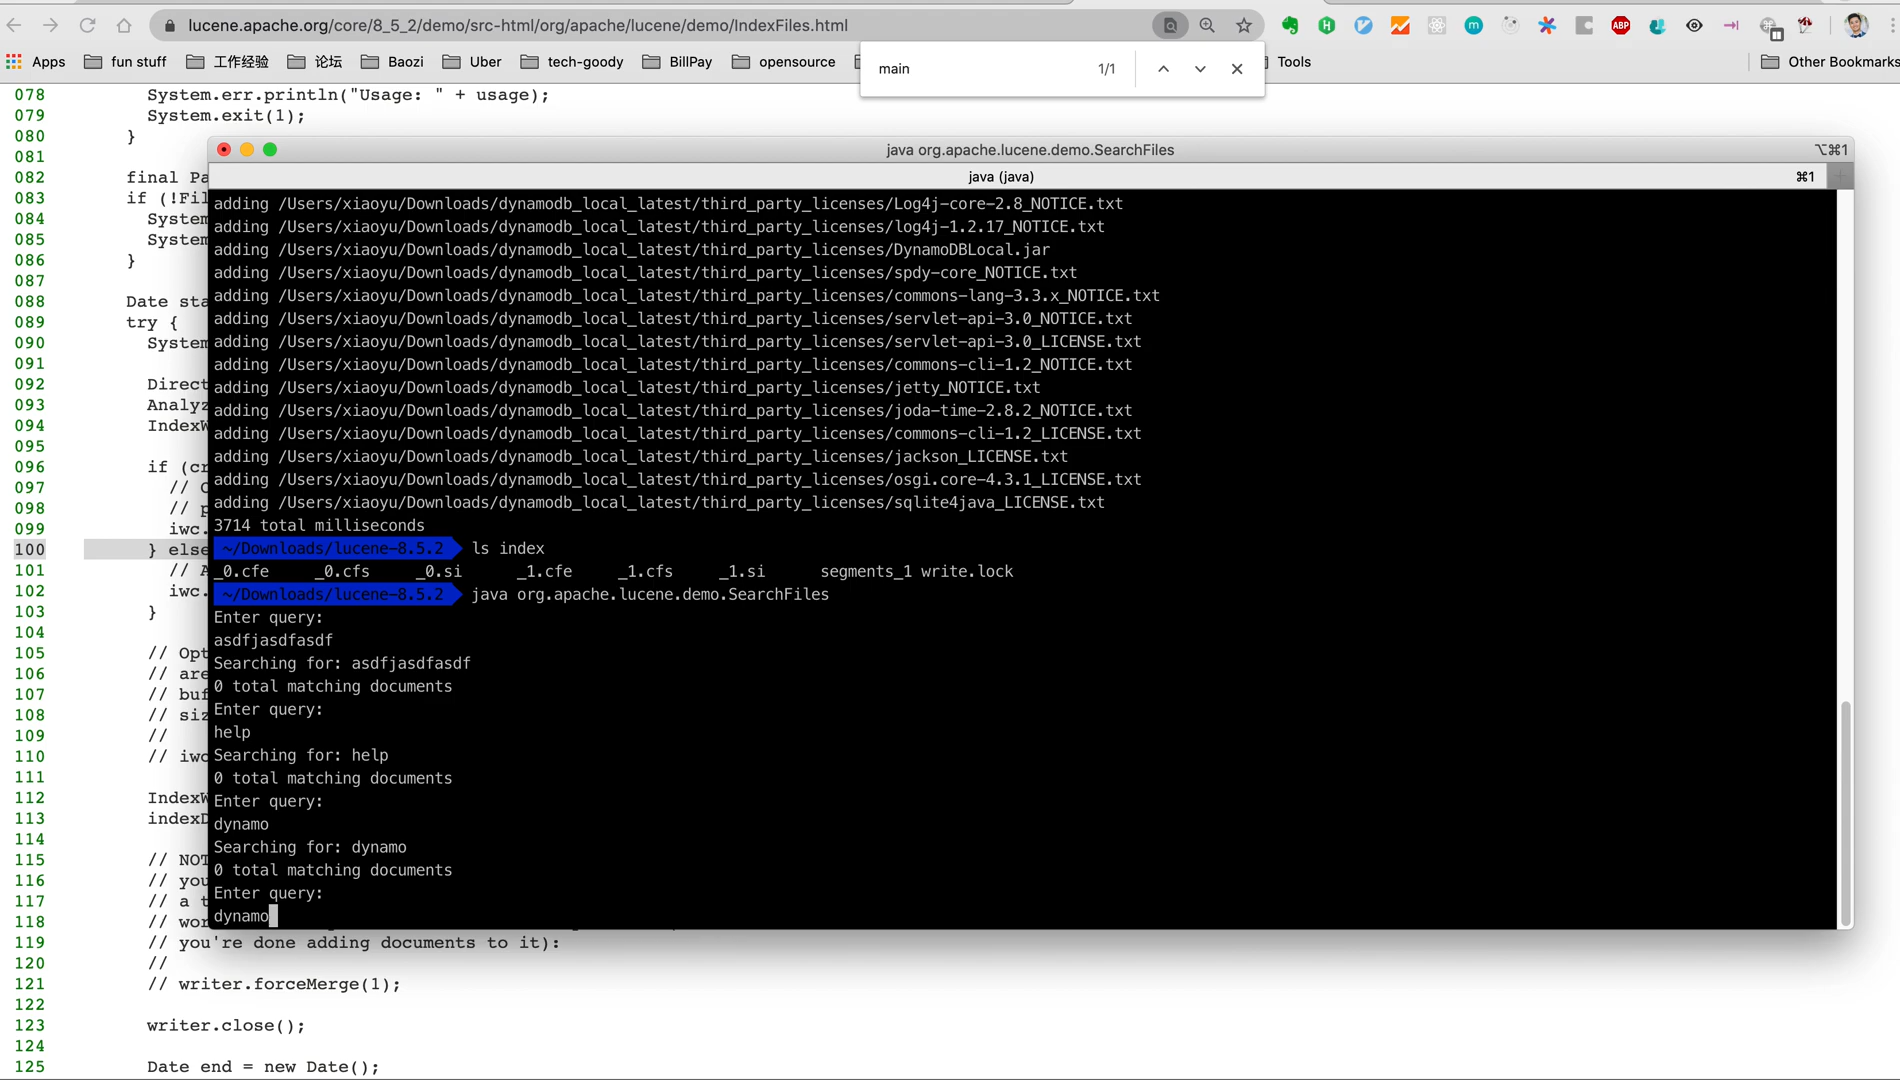 lucene.apache.org/core/8_5_2/demo/src-html/org/apache/lucene/demo/IndexFiles.html
Apps fun stuff 工作经验 论坛 Baozi Uber tech-goody BillPay opensource Tools Other Bookmarks
main 1/1
078 System.err.println("Usage: " + usage);
079 System.exit(1);
080 }
081
082 final Pa
083 if (!Fil
084 System
085 System
086 }
087
088 Date sta
089 try {
090 System
091
092 Direct
093 Analyz
094 IndexW
095
096 if (cr
097 // C
098 // p
099 iwc.
100 } else
101 // A
102 iwc.
103 }
104
105 // Opt
106 // are
107 // buf
108 // siz
109 //
110 // iwc
111
112 IndexW
113 indexD
114
115 // NOT
116 // you
117 // a t
118 // wor
119 // you're done adding documents to it):
120 //
121 // writer.forceMerge(1);
122
123 writer.close();
124
125 Date end = new Date();
java org.apache.lucene.demo.SearchFiles ⌥⌘1
java (java) ⌘1
adding /Users/xiaoyu/Downloads/dynamodb_local_latest/third_party_licenses/Log4j-core-2.8_NOTICE.txt
adding /Users/xiaoyu/Downloads/dynamodb_local_latest/third_party_licenses/log4j-1.2.17_NOTICE.txt
adding /Users/xiaoyu/Downloads/dynamodb_local_latest/third_party_licenses/DynamoDBLocal.jar
adding /Users/xiaoyu/Downloads/dynamodb_local_latest/third_party_licenses/spdy-core_NOTICE.txt
adding /Users/xiaoyu/Downloads/dynamodb_local_latest/third_party_licenses/commons-lang-3.3.x_NOTICE.txt
adding /Users/xiaoyu/Downloads/dynamodb_local_latest/third_party_licenses/servlet-api-3.0_NOTICE.txt
adding /Users/xiaoyu/Downloads/dynamodb_local_latest/third_party_licenses/servlet-api-3.0_LICENSE.txt
adding /Users/xiaoyu/Downloads/dynamodb_local_latest/third_party_licenses/commons-cli-1.2_NOTICE.txt
adding /Users/xiaoyu/Downloads/dynamodb_local_latest/third_party_licenses/jetty_NOTICE.txt
adding /Users/xiaoyu/Downloads/dynamodb_local_latest/third_party_licenses/joda-time-2.8.2_NOTICE.txt
adding /Users/xiaoyu/Downloads/dynamodb_local_latest/third_party_licenses/commons-cli-1.2_LICENSE.txt
adding /Users/xiaoyu/Downloads/dynamodb_local_latest/third_party_licenses/jackson_LICENSE.txt
adding /Users/xiaoyu/Downloads/dynamodb_local_latest/third_party_licenses/osgi.core-4.3.1_LICENSE.txt
adding /Users/xiaoyu/Downloads/dynamodb_local_latest/third_party_licenses/sqlite4java_LICENSE.txt
3714 total milliseconds
~/Downloads/lucene-8.5.2 ls index
_0.cfe _0.cfs _0.si _1.cfe _1.cfs _1.si segments_1 write.lock
~/Downloads/lucene-8.5.2 java org.apache.lucene.demo.SearchFiles
Enter query:
asdfjasdfasdf
Searching for: asdfjasdfasdf
0 total matching documents
Enter query:
help
Searching for: help
0 total matching documents
Enter query:
dynamo
Searching for: dynamo
0 total matching documents
Enter query:
dynamo